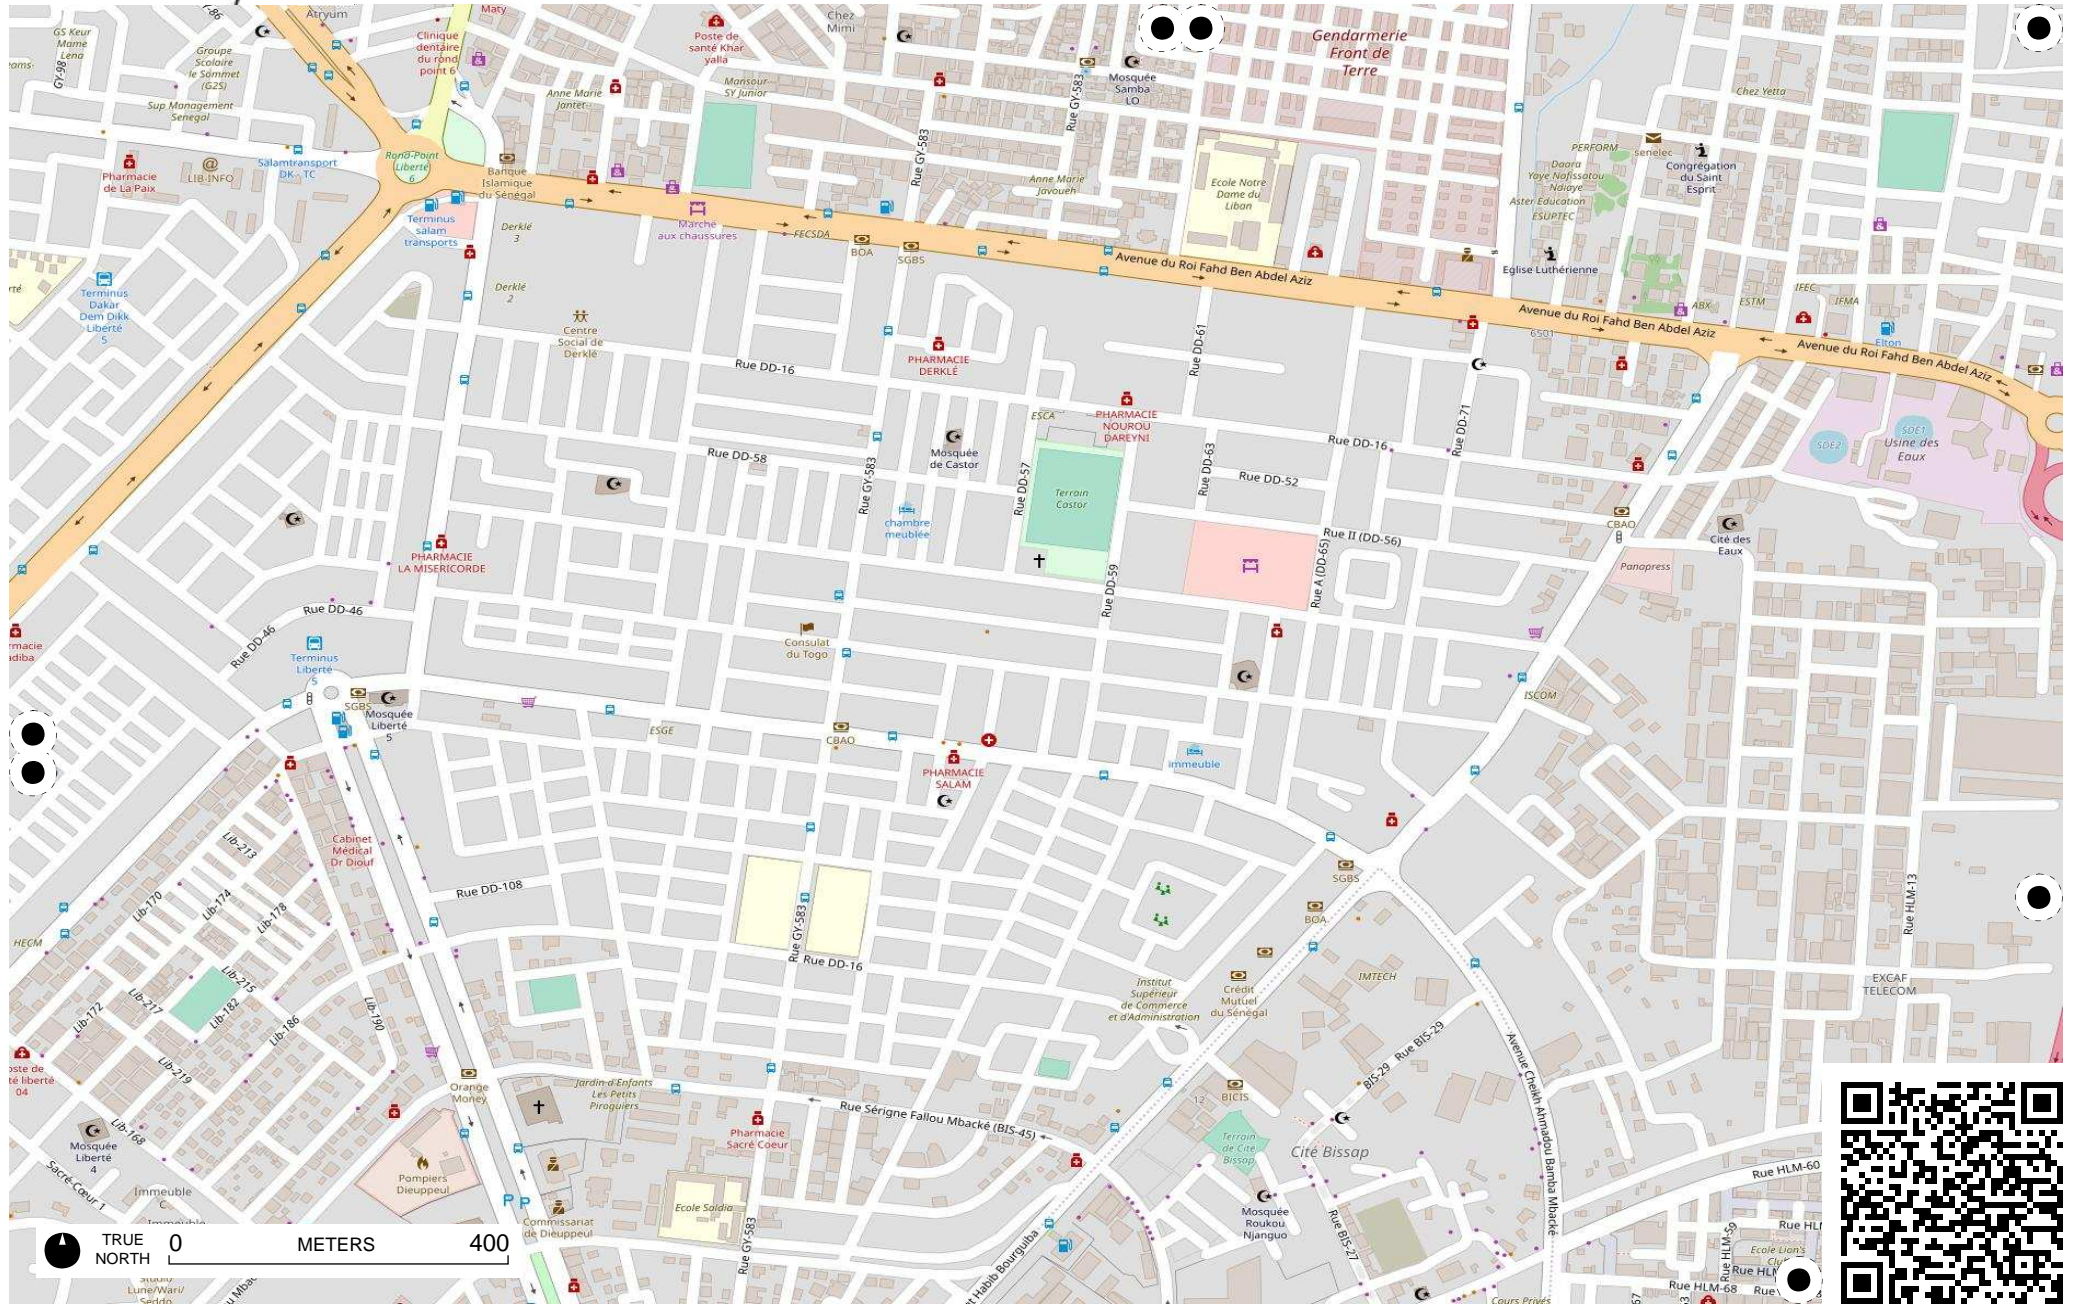 Atryum
Maty
Chez
Mimi
GS Keur
Mame
Lena
GY-98
Groupe
Scolaire
le Sommet
(G2S)
Clinique
dentaire
du rond
point 6
Poste de
santé Khar
yalla
Gendarmerie
Front de
Terre
Sup Management
Senegal
Anne Marie
Jantet
Mansour
SY Junior
Mosquée
Samba
LO
Rue GY-583
Chez Yetta
Pharmacie
de La Paix
LIB-INFO
Salamtransport
DK - TC
Rond-Point
Liberté
6
Banque
Islamique
du Sénégal
Rue GY-583
Anne Marie
Javoueh
Ecole Notre
Dame du
Liban
PERFORM
Daara
Yaye Nafissatou
Ndiaye
Aster Education
ESUPTEC
senelec
Congrégation
du Saint
Esprit
Terminus
salam
transports
Derklé
3
Marché
aux chaussures
FECSDA
BOA
SGBS
Avenue du Roi Fahd Ben Abdel Aziz
Eglise Luthérienne
Terminus
Dakar
Dem Dikk
Liberté
5
Derklé
2
Centre
Social de
Derklé
PHARMACIE
DERKLÉ
Rue DD-61
ABX
ESTM
IFEC
IFMA
6501
Avenue du Roi Fahd Ben Abdel Aziz
Elton
Avenue du Roi Fahd Ben Abdel Aziz
Rue DD-16
ESCA
PHARMACIE
NOUROU
DAREYNI
Rue DD-71
Rue DD-16
SDE2
SDE1
Usine des
Eaux
Rue DD-58
Rue GY-583
Mosquée
de Castor
Rue DD-57
Terrain
Castor
Rue DD-63
Rue DD-52
chambre
meublée
CBAO
Cité des
Eaux
Rue II (DD-56)
Panapress
PHARMACIE
LA MISERICORDE
Rue DD-59
Rue A (DD-65)
Rue DD-46
Rue DD-46
Terminus
Liberté
5
Consulat
du Togo
SGBS
Mosquée
Liberté
5
ESGE
CBAO
ISCOM
PHARMACIE
SALAM
immeuble
Lib-213
Cabinet
Médical
Dr Diouf
Rue DD-108
SGBS
BOA
Lib-170
Lib-174
Lib-178
Rue GY-583
Rue DD-16
Rue HLM-13
HECM
Lib-215
Lib-217
Lib-182
Lib-172
Lib-186
Lib-190
Lib-219
Institut
Supérieur
de Commerce
et d'Administration
Crédit
Mutuel
du Sénégal
IMTECH
EXCAF
TELECOM
BIS-29
Rue BIS-29
Avenue Cheikh Ahmadou Bamba Mbacké
04
Orange
Money
Jardin d Enfants
Les Petits
Piroguiers
Rue Sérigne Fallou Mbacké (BIS-45)
12
BICIS
Mosquée
Liberté
4
Lib-168
Pharmacie
Sacré Coeur
Terrain
de Cité
Bissap
Cité Bissap
Sacré-Cœur 1
Immeuble
C
Pompiers
Dieuppeul
P P
Commissariat
de Dieuppeul
Ecole Saldia
Rue GY-583
Mosquée
Roukou
Njanguo
Rue BIS-27
Rue HLM-60
Rue HLM-59
Ecole Lion's
Rue HLM-68
Cours Privés
TRUE
NORTH
0 METERS 400